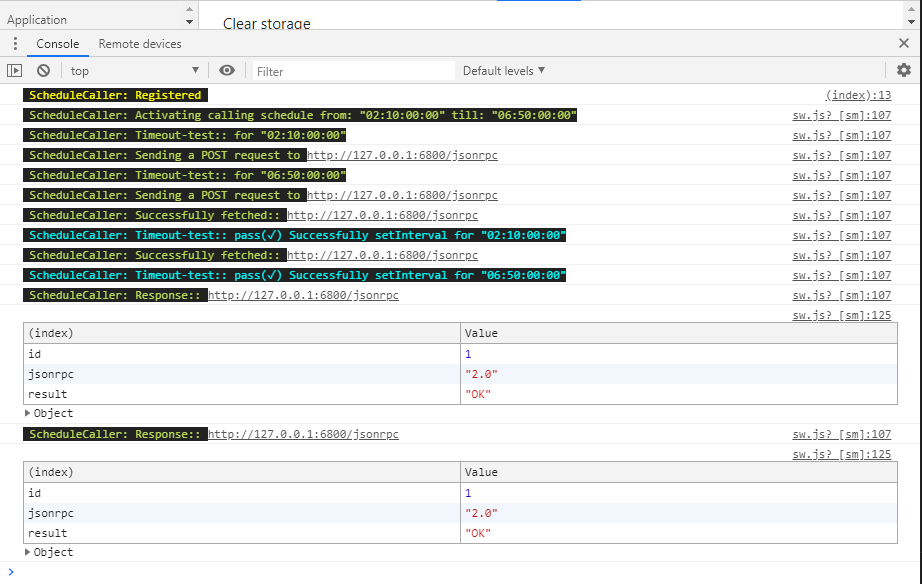 Application
Clear storage
Console Remote devices
top Filter Default levels
ScheduleCaller: Registered (index):13
ScheduleCaller: Activating calling schedule from: "02:10:00:00" till: "06:50:00:00" sw.js? [sm]:107
ScheduleCaller: Timeout-test:: for "02:10:00:00" sw.js? [sm]:107
ScheduleCaller: Sending a POST request to http://127.0.0.1:6800/jsonrpc sw.js? [sm]:107
ScheduleCaller: Timeout-test:: for "06:50:00:00" sw.js? [sm]:107
ScheduleCaller: Sending a POST request to http://127.0.0.1:6800/jsonrpc sw.js? [sm]:107
ScheduleCaller: Successfully fetched:: http://127.0.0.1:6800/jsonrpc sw.js? [sm]:107
ScheduleCaller: Timeout-test:: pass(✓) Successfully setInterval for "02:10:00:00" sw.js? [sm]:107
ScheduleCaller: Successfully fetched:: http://127.0.0.1:6800/jsonrpc sw.js? [sm]:107
ScheduleCaller: Timeout-test:: pass(✓) Successfully setInterval for "06:50:00:00" sw.js? [sm]:107
ScheduleCaller: Response:: http://127.0.0.1:6800/jsonrpc sw.js? [sm]:107
sw.js? [sm]:125
(index) Value
id 1
jsonrpc "2.0"
result "OK"
Object
ScheduleCaller: Response:: http://127.0.0.1:6800/jsonrpc sw.js? [sm]:107
sw.js? [sm]:125
(index) Value
id 1
jsonrpc "2.0"
result "OK"
Object